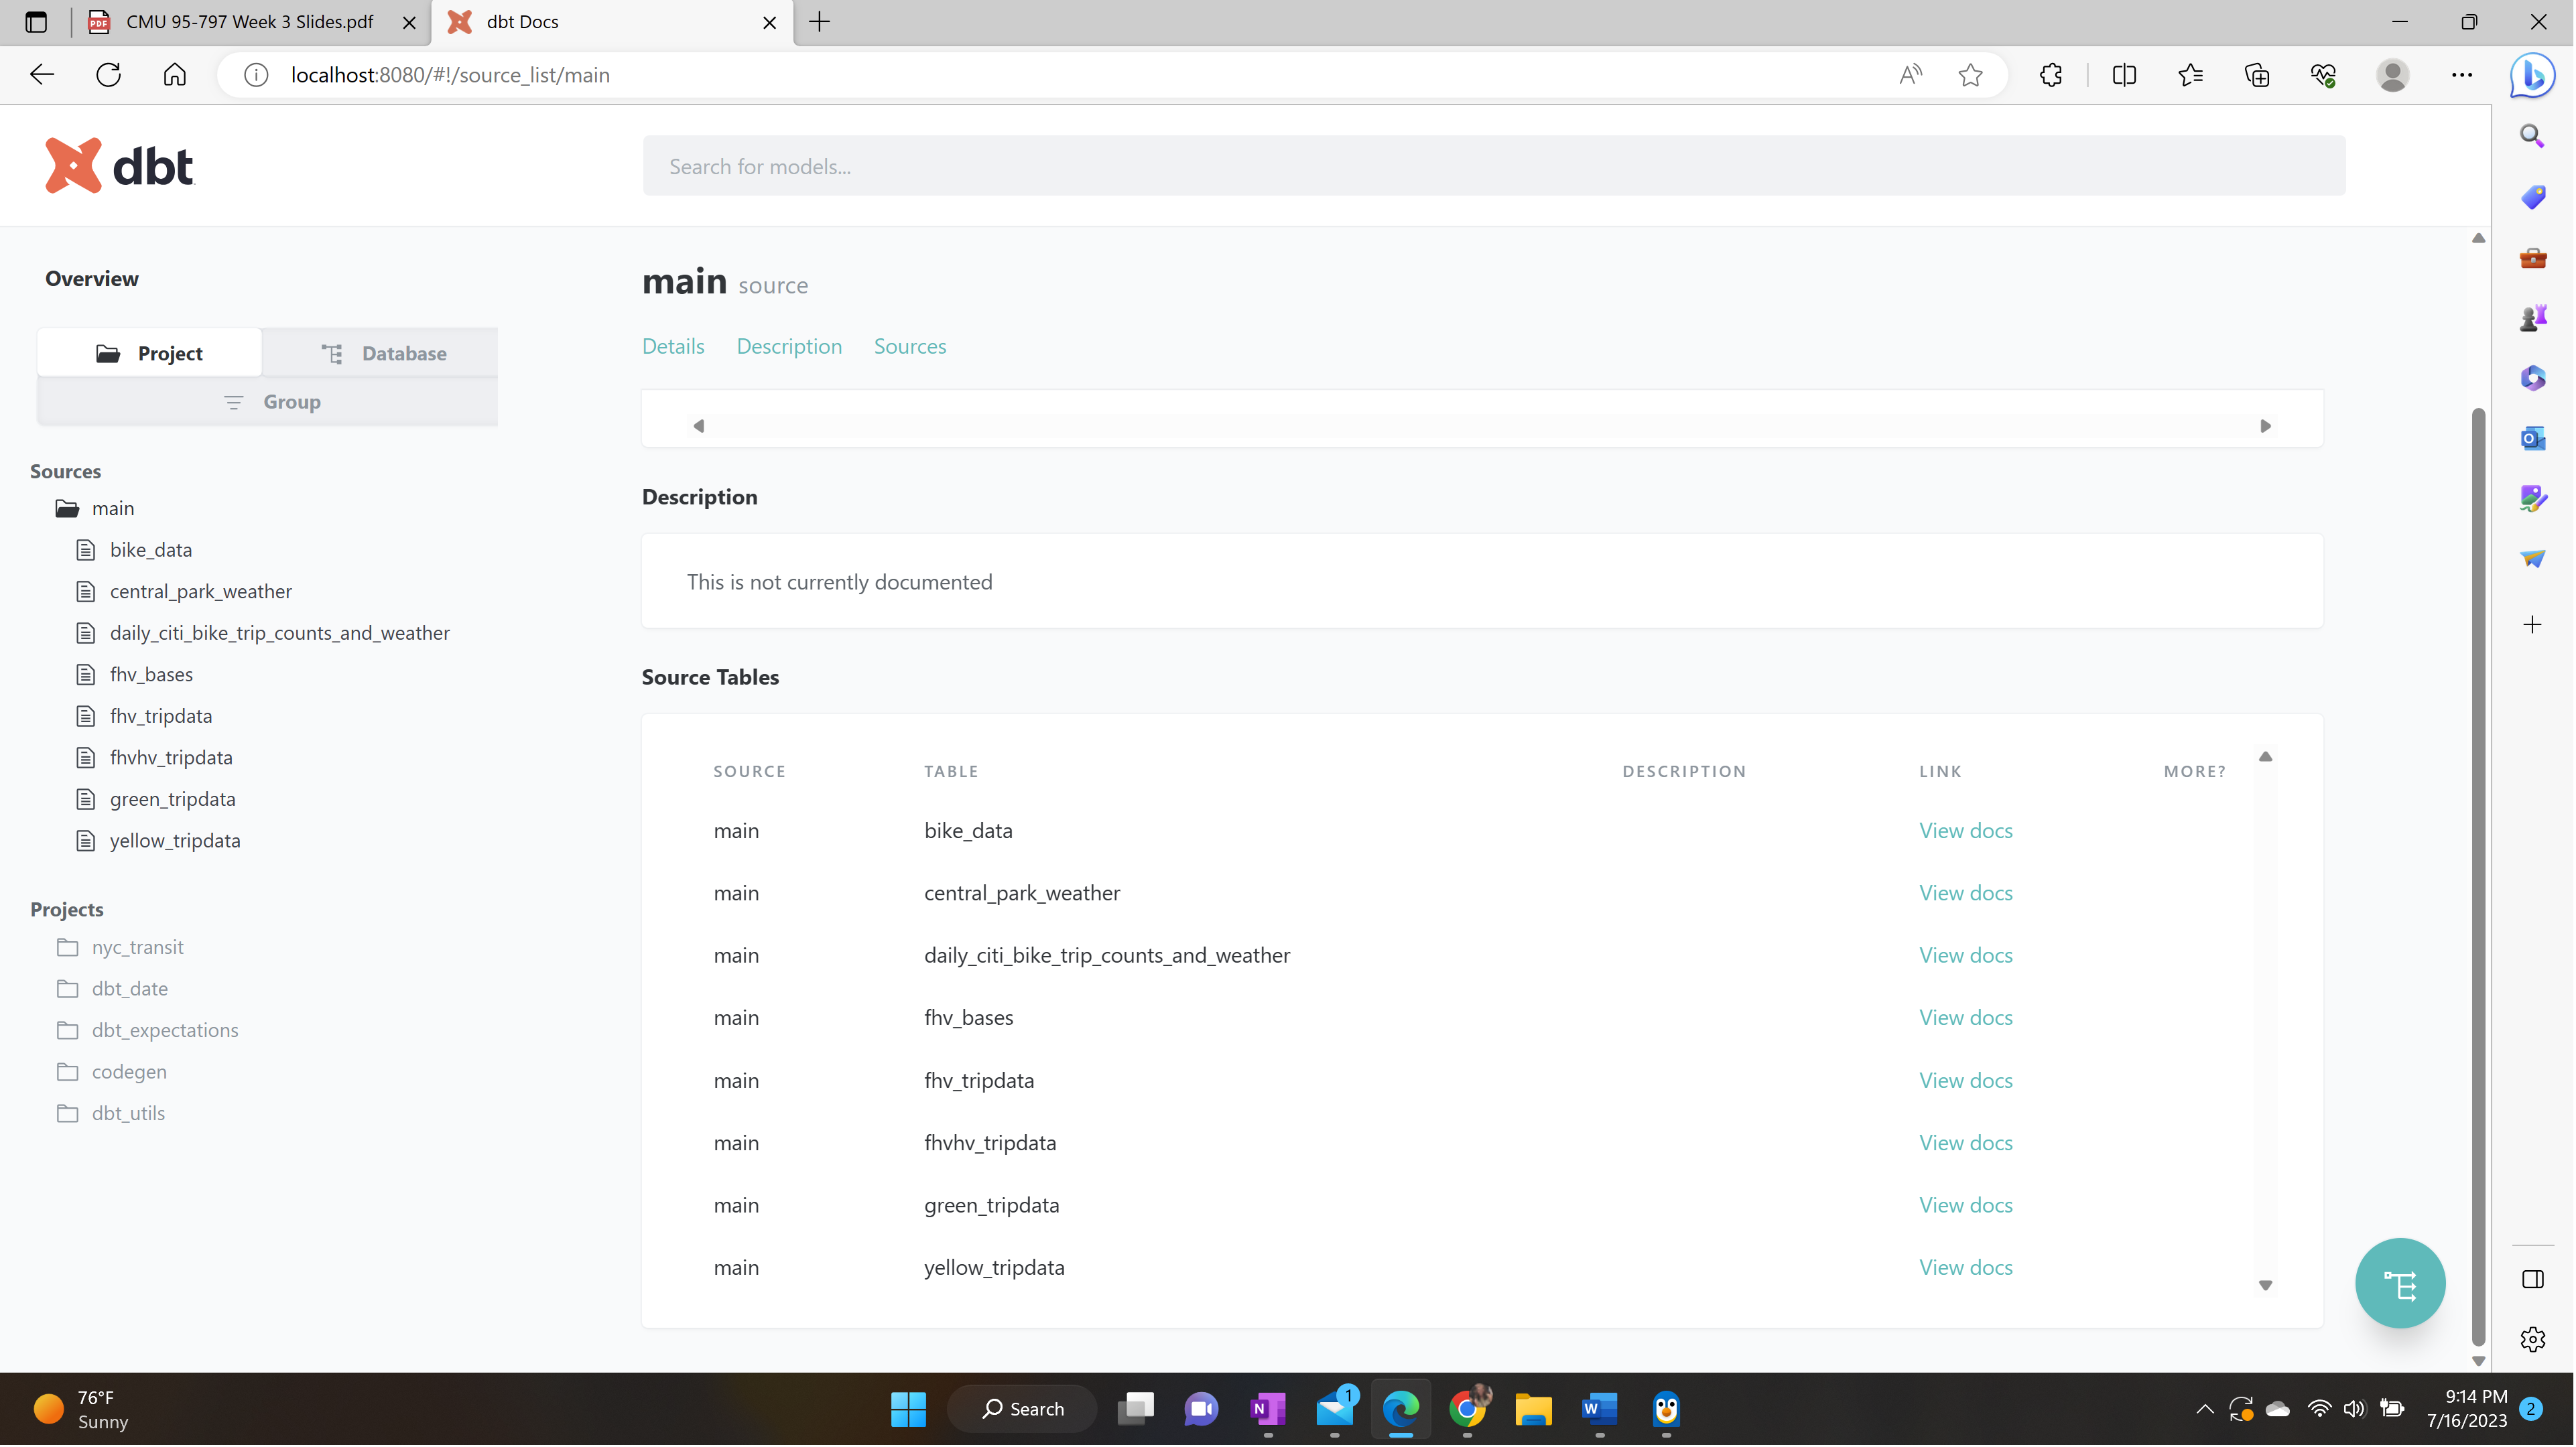 CMU 95-797 Week 3 Slides.pdf
dbt Docs
localhost:8080/#!/source_list/main
dbt
Search for models...
Overview
Project
Database
Group
Sources
main
bike_data
central_park_weather
daily_citi_bike_trip_counts_and_weather
fhv_bases
fhv_tripdata
fhvhv_tripdata
green_tripdata
yellow_tripdata
Projects
nyc_transit
dbt_date
dbt_expectations
codegen
dbt_utils
main source
Details Description Sources
Description
This is not currently documented
Source Tables
SOURCE TABLE DESCRIPTION LINK MORE?
main bike_data View docs
main central_park_weather View docs
main daily_citi_bike_trip_counts_and_weather View docs
main fhv_bases View docs
main fhv_tripdata View docs
main fhvhv_tripdata View docs
main green_tripdata View docs
main yellow_tripdata View docs
76°F
Sunny
Search
1
9:14 PM
7/16/2023
2